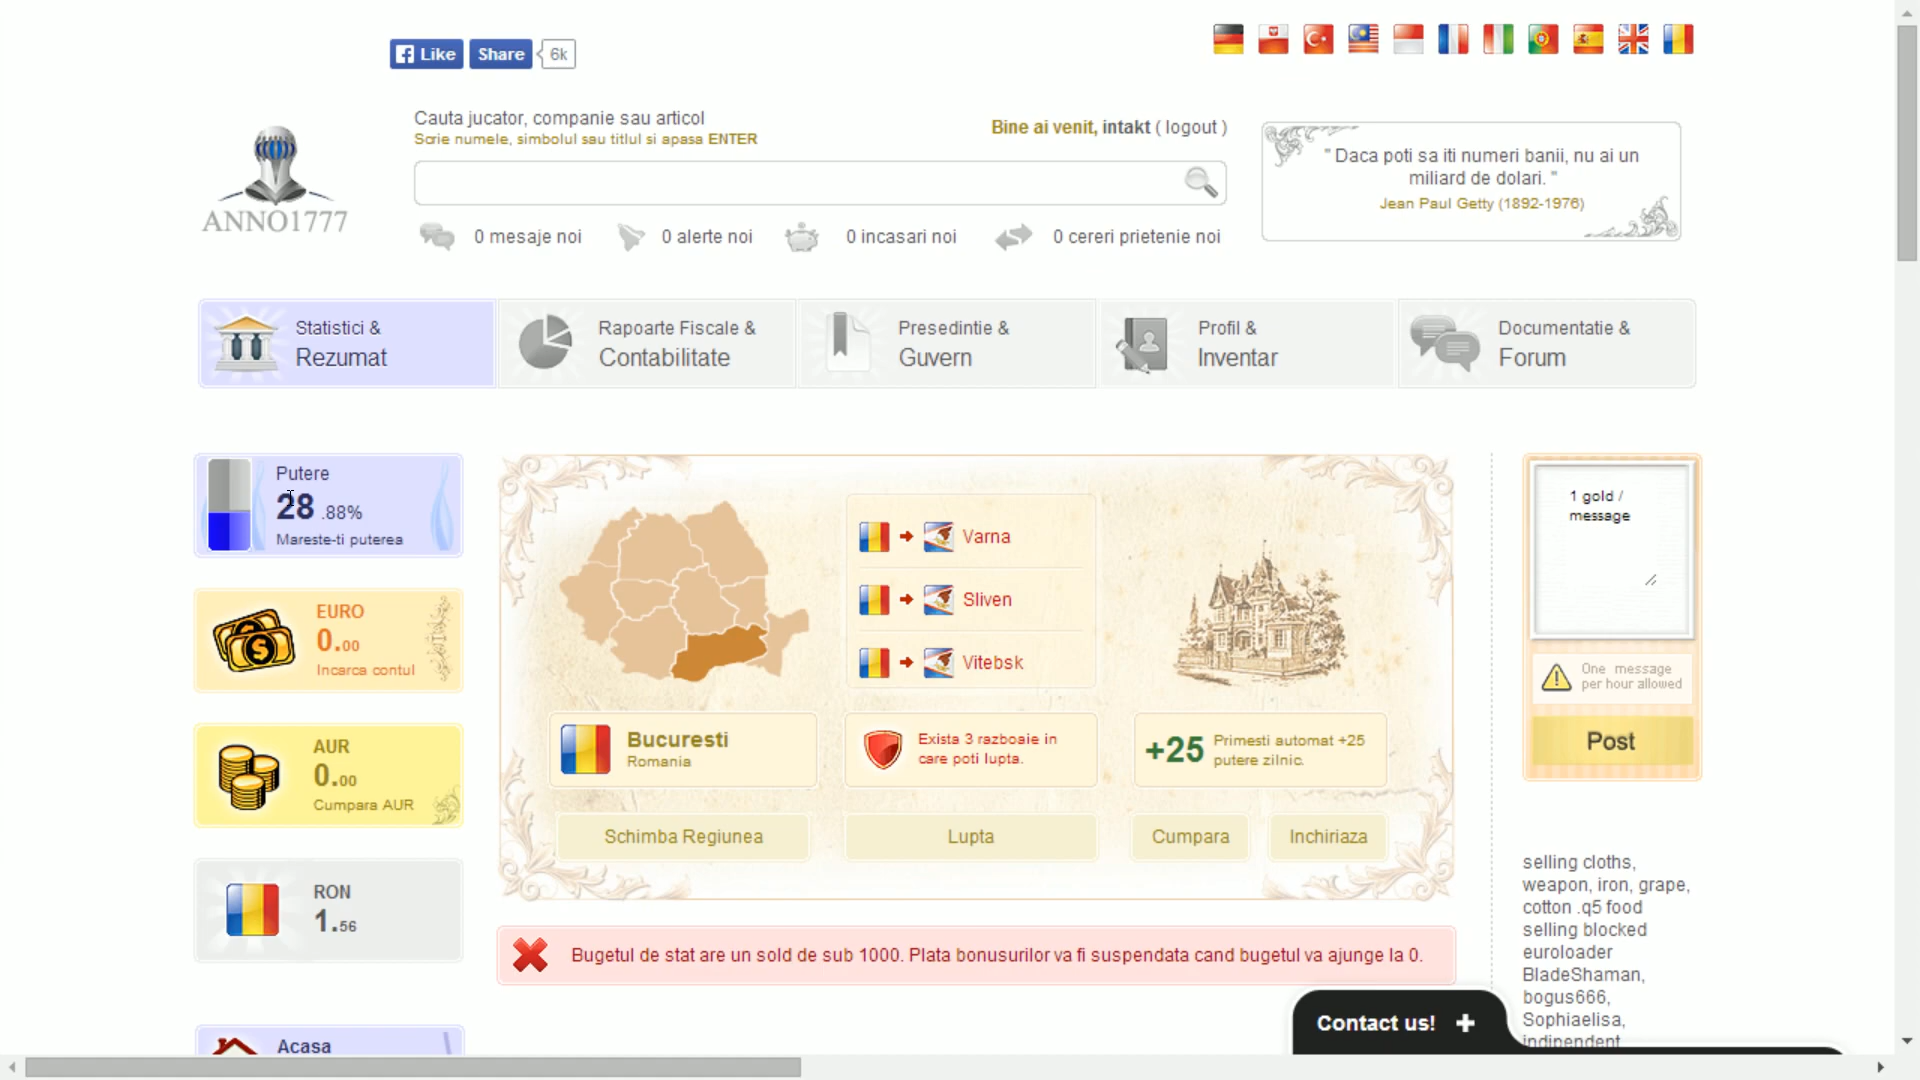 Like
Share
6k
Cauta jucator, companie sau articol
Scrie numele, simbolul sau titlul si apasa ENTER
Bine ai venit, intakt ( logout )
" Daca poti sa iti numeri banii, nu ai un
miliard de dolari. "
Jean Paul Getty (1892-1976)
ANNO1777
0 mesaje noi
0 alerte noi
0 incasari noi
0 cereri prietenie noi
Statistici &
Rezumat
Rapoarte Fiscale &
Contabilitate
Presedintie &
Guvern
Profil &
Inventar
Documentatie &
Forum
Putere
28 .88%
Mareste-ti puterea
EURO
0.00
Incarca contul
AUR
0.00
Cumpara AUR
RON
1.56
Acasa
Varna
Sliven
Vitebsk
Bucuresti
Romania
Exista 3 razboaie in
care poti lupta.
+25
Primesti automat +25
putere zilnic.
Schimba Regiunea
Lupta
Cumpara
Inchiriaza
Bugetul de stat are un sold de sub 1000. Plata bonusurilor va fi suspendata cand bugetul va ajunge la 0.
1 gold /
message
One message
per hour allowed
Post
selling cloths,
weapon, iron, grape,
cotton .q5 food
selling blocked
euroloader
BladeShaman,
bogus666,
Sophiaelisa,
indipendent
Contact us!